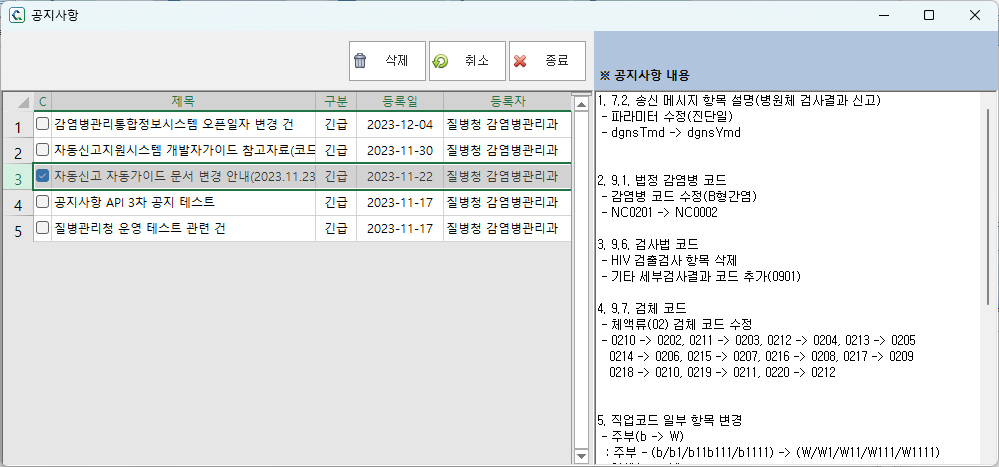 공지사항
삭제
취소
종료
※ 공지사항 내용
C 제목 구분 등록일 등록자
1 감염병관리통합정보시스템 오픈일자 변경 건 긴급 2023-12-04 질병청 감염병관리과
2 자동신고지원시스템 개발자가이드 참고자료(코드 긴급 2023-11-30 질병청 감염병관리과
3 자동신고 자동가이드 문서 변경 안내(2023.11.23 긴급 2023-11-22 질병청 감염병관리과
4 공지사항 API 3차 공지 테스트 긴급 2023-11-17 질병청 감염병관리과
5 질병관리청 운영 테스트 관련 건 긴급 2023-11-17 질병청 감염병관리과
1. 7.2. 송신 메시지 항목 설명(병원체 검사결과 신고)
- 파라미터 수정(진단일)
- dgnsTmd -> dgnsYmd
2. 9.1. 법정 감염병 코드
- 감염병 코드 수정(B형간염)
- NC0201 -> NC0002
3. 9.6. 검사법 코드
- HIV 검출검사 항목 삭제
- 기타 세부검사결과 코드 추가(0901)
4. 9.7. 검체 코드
- 체액류(02) 검체 코드 수정
- 0210 -> 0202, 0211 -> 0203, 0212 -> 0204, 0213 -> 0205
0214 -> 0206, 0215 -> 0207, 0216 -> 0208, 0217 -> 0209
0218 -> 0210, 0219 -> 0211, 0220 -> 0212
5. 직업코드 일부 항목 변경
- 주부(b -> W)
: 주부 - (b/b1/b11b111/b1111) -> (W/W1/W11/W111/W1111)